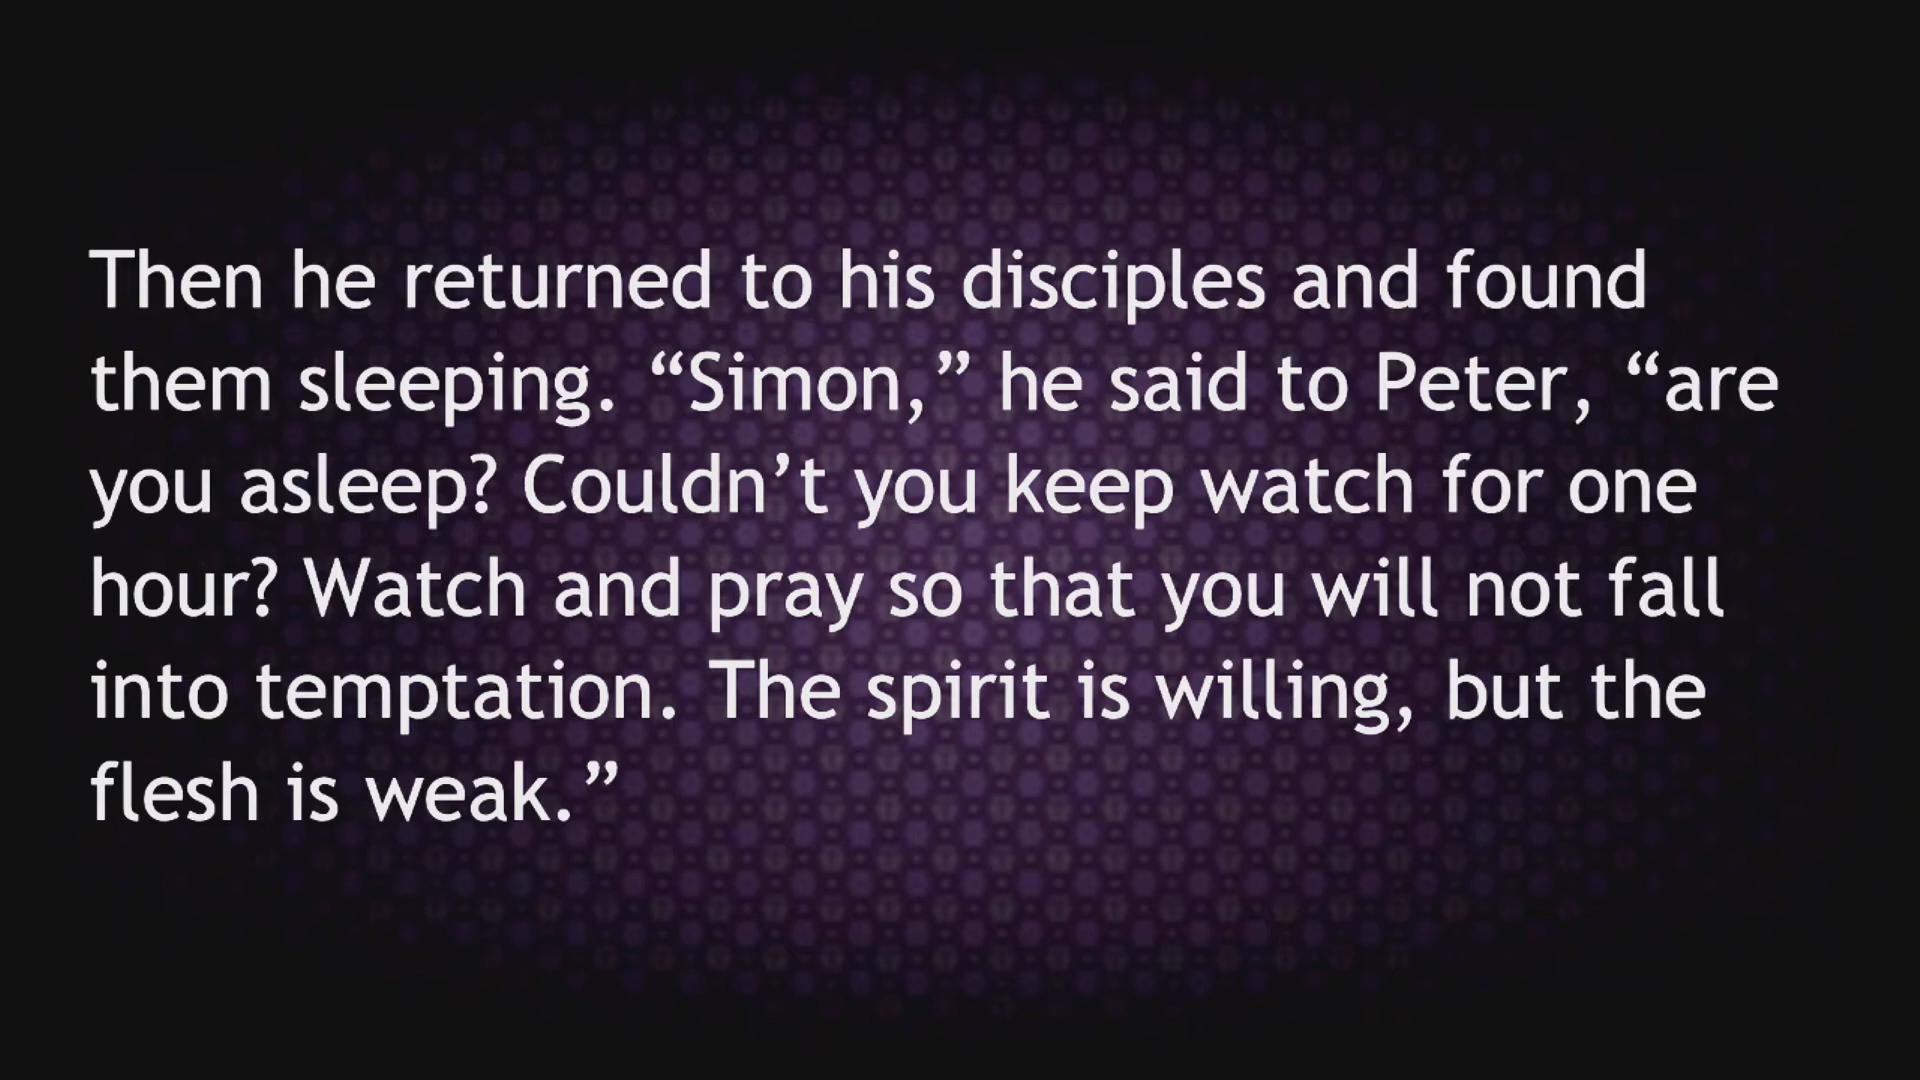 Then he returned to his disciples and found
them sleeping.  “Simon,” he said to Peter, “are
you asleep? Couldn’t you keep watch for one
hour? Watch and pray so that you will not fall
into temptation. The spirit is willing, but the
flesh is weak.”